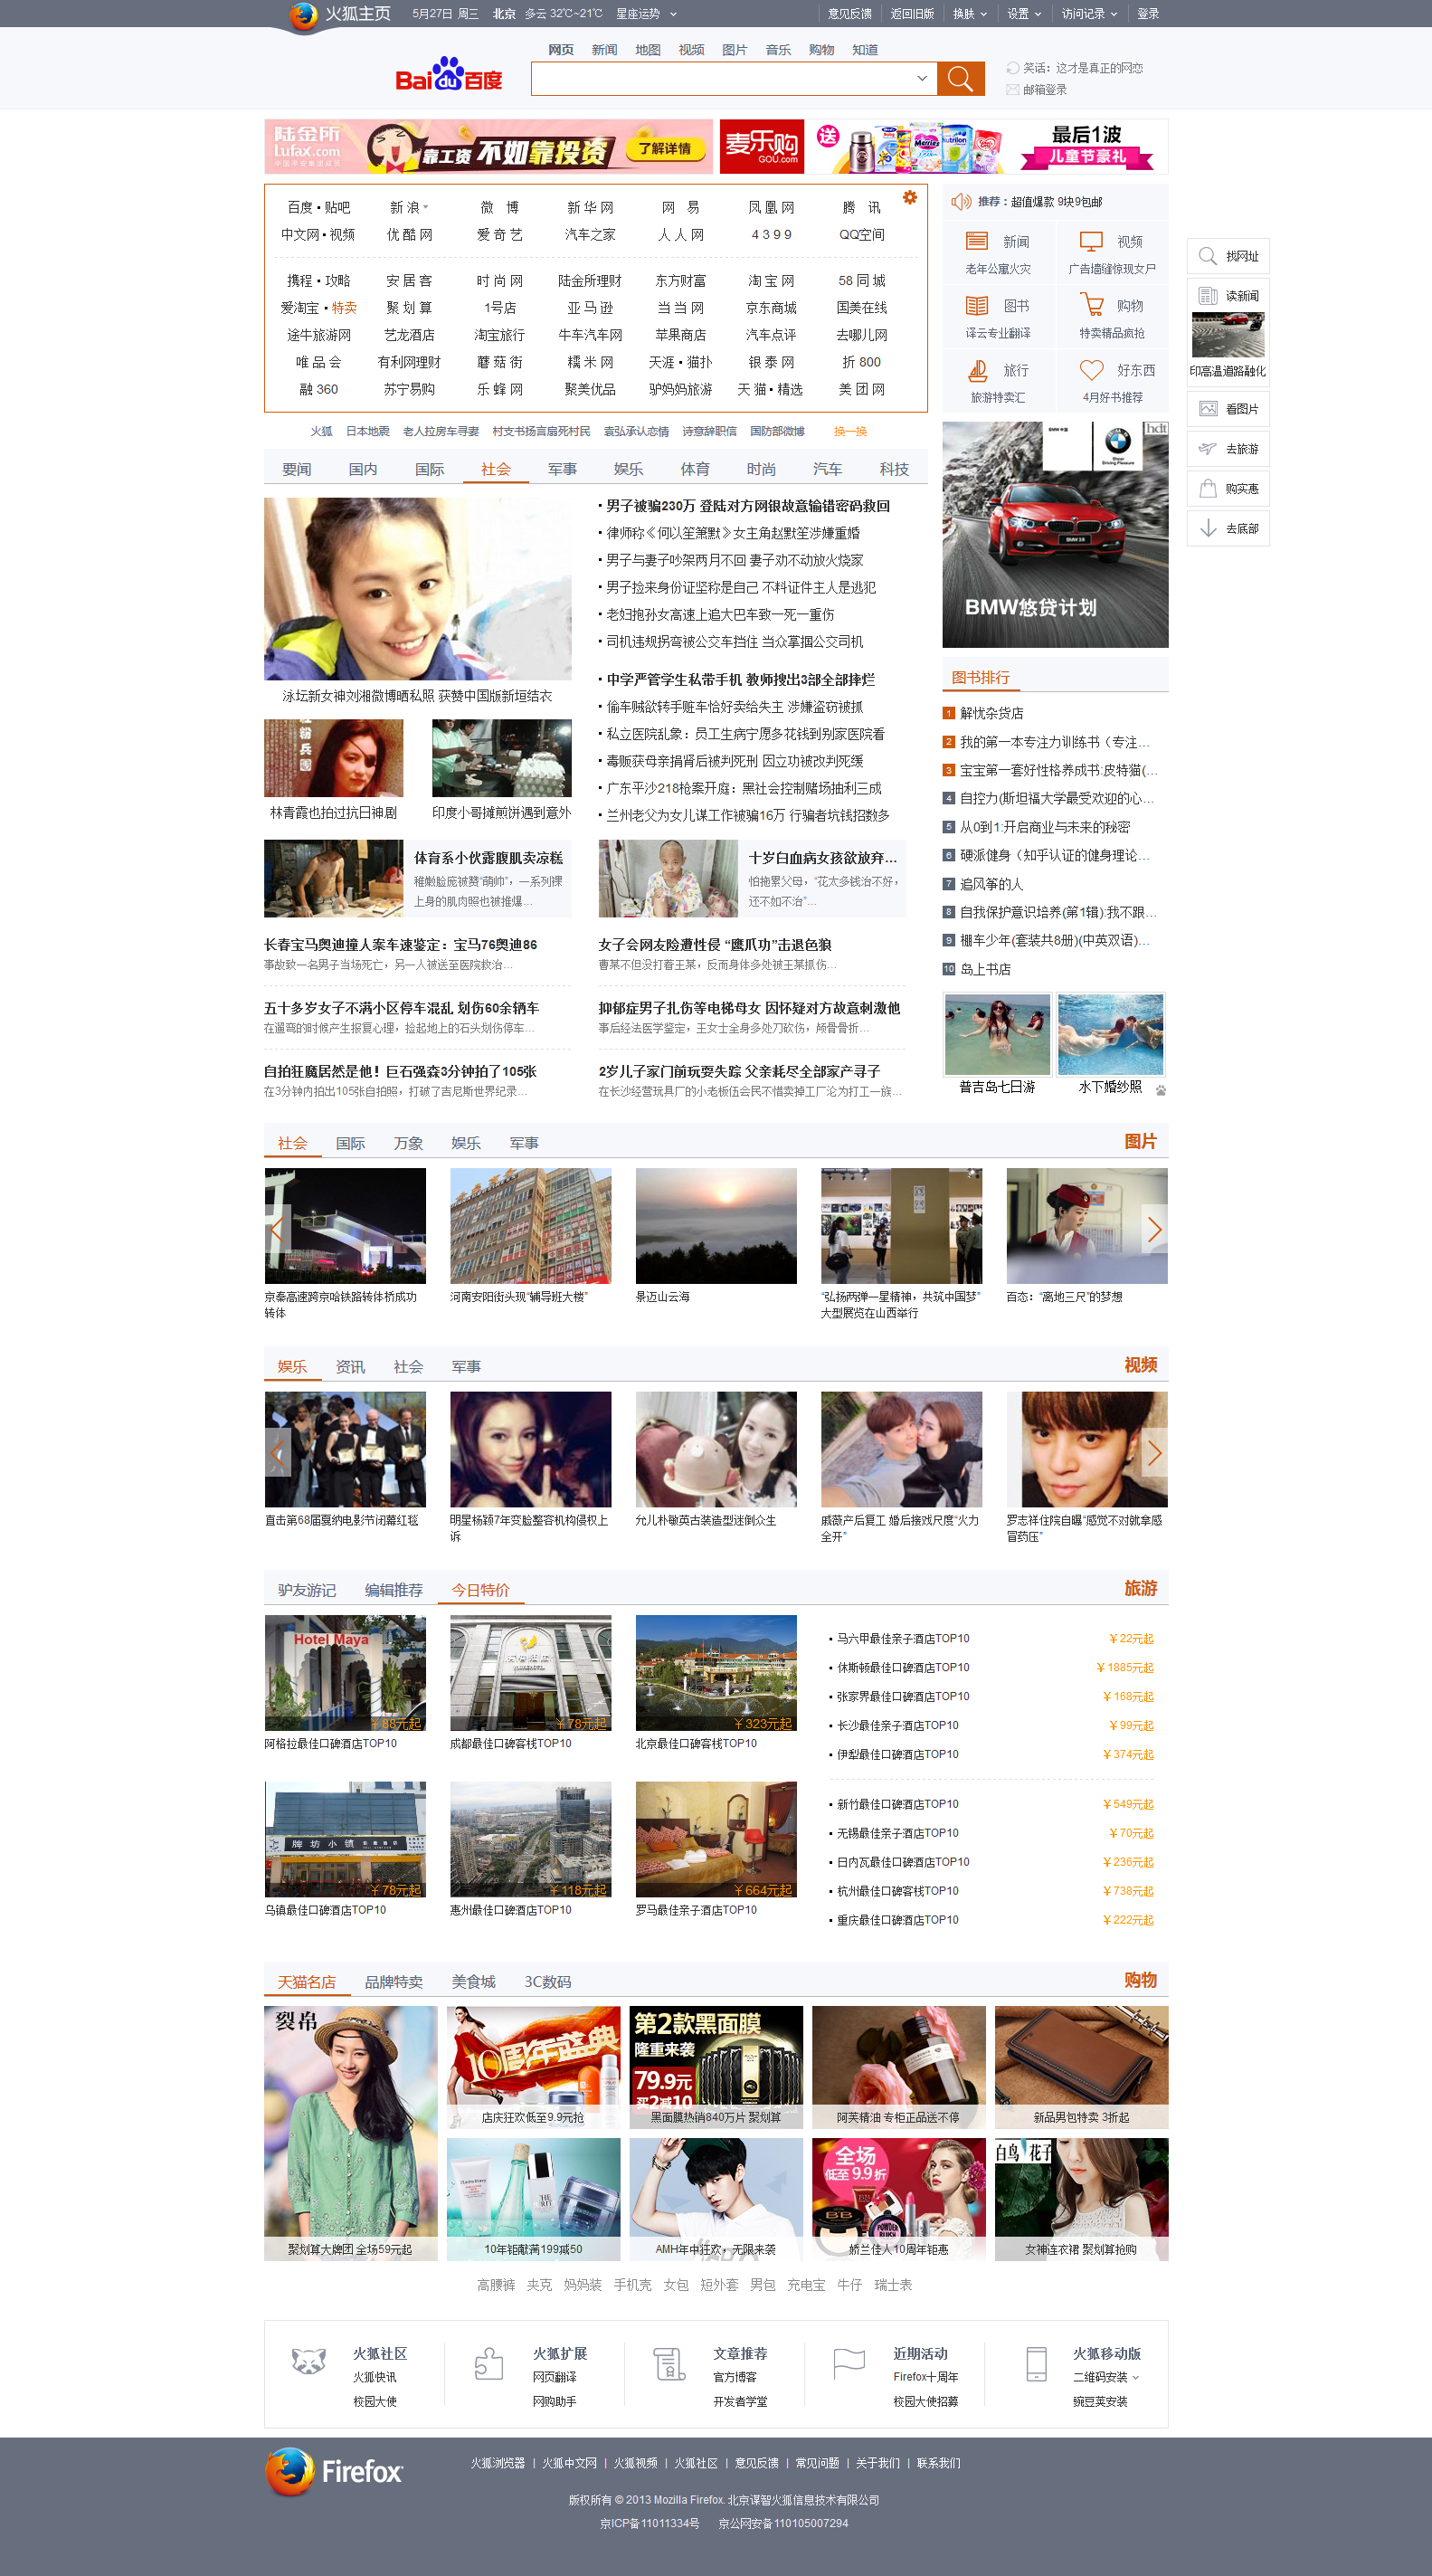 火狐主页 5月27日 周三 北京 多云 32℃~21℃ 星座运势 意见反馈 返回旧版 换肤 设置 访问记录 登录
网页 新闻 地图 视频 图片 音乐 购物 知道
Bai du 百度
笑话：这才是真正的网恋
邮箱登录
陆金所
Lufax.com
靠工资 不如靠投资 了解详情
麦乐购
GOU.com
送
最后1波
儿童节豪礼
百度 • 贴吧 新 浪 微 博 新 华 网 网 易 凤 凰 网 腾 讯
中文网 • 视频 优 酷 网 爱 奇 艺 汽车之家 人 人 网 4 3 9 9 QQ空间
携程 • 攻略 安 居 客 时 尚 网 陆金所理财 东方财富 淘 宝 网 58 同 城
爱淘宝 • 特卖 聚 划 算 1号店 亚 马 逊 当 当 网 京东商城 国美在线
途牛旅游网 艺龙酒店 淘宝旅行 牛车汽车网 苹果商店 汽车点评 去哪儿网
唯 品 会 有利网理财 蘑 菇 街 糯 米 网 天涯 • 猫扑 银 泰 网 折 800
融 360 苏宁易购 乐 蜂 网 聚美优品 驴妈妈旅游 天 猫 • 精选 美 团 网
火狐 日本地震 老人拉房车寻妻 村支书扬言扇死村民 袁弘承认恋情 诗意辞职信 国防部微博 换一换
推荐：超值爆款 9块9包邮
新闻 视频
老年公寓火灾 广告墙缝惊现女尸
图书 购物
译云专业翻译 特卖精品疯抢
旅行 好东西
旅游特卖汇 4月好书推荐
找网址
读新闻
印高温道路融化
看图片
去旅游
购实惠
去底部
要闻 国内 国际 社会 军事 娱乐 体育 时尚 汽车 科技
泳坛新女神刘湘微博晒私照 获赞中国版新垣结衣
林青霞也拍过抗日神剧
印度小哥摊煎饼遇到意外
男子被骗230万 登陆对方网银故意输错密码救回
律师称《何以笙箫默》女主角赵默笙涉嫌重婚
男子与妻子吵架两月不回 妻子劝不动放火烧家
男子捡来身份证坚称是自己 不料证件主人是逃犯
老妇抱孙女高速上追大巴车致一死一重伤
司机违规拐弯被公交车挡住 当众掌掴公交司机
中学严管学生私带手机 教师搜出3部全部摔烂
偷车贼欲转手赃车恰好卖给失主 涉嫌盗窃被抓
私立医院乱象：员工生病宁愿多花钱到别家医院看
毒贩获母亲捐肾后被判死刑 因立功被改判死缓
广东平沙218枪案开庭：黑社会控制赌场抽利三成
兰州老父为女儿谋工作被骗16万 行骗者坑钱招数多
体育系小伙露腹肌卖凉糕
稚嫩脸庞被赞“萌帅”，一系列裸
上身的肌肉照也被推爆...
十岁白血病女孩欲放弃...
怕拖累父母，“花太多钱治不好，
还不如不治”...
长春宝马奥迪撞人案车速鉴定：宝马76奥迪86
事故致一名男子当场死亡，另一人被送至医院救治...
女子会网友险遭性侵 “鹰爪功”击退色狼
曹某不但没打着王某，反而身体多处被王某抓伤...
五十多岁女子不满小区停车混乱 划伤60余辆车
在遛弯的时候产生报复心理，捡起地上的石头划伤停车...
抑郁症男子扎伤等电梯母女 因怀疑对方故意刺激他
事后经法医学鉴定，王女士全身多处刀砍伤，颅骨骨折...
自拍狂魔居然是他！巨石强森3分钟拍了105张
在3分钟内拍出105张自拍照，打破了吉尼斯世界纪录...
2岁儿子家门前玩耍失踪 父亲耗尽全部家产寻子
在长沙经营玩具厂的小老板伍会民不惜卖掉工厂沦为打工一族...
BMW悠贷计划
图书排行
1 解忧杂货店
2 我的第一本专注力训练书（专注...
3 宝宝第一套好性格养成书:皮特猫(...
4 自控力(斯坦福大学最受欢迎的心...
5 从0到1:开启商业与未来的秘密
6 硬派健身（知乎认证的健身理论...
7 追风筝的人
8 自我保护意识培养(第1辑):我不跟...
9 棚车少年(套装共8册)(中英双语)...
10 岛上书店
普吉岛七日游 水下婚纱照
社会 国际 万象 娱乐 军事 图片
京秦高速跨京哈铁路转体桥成功
转体
河南安阳街头现“辅导班大楼”
景迈山云海
“弘扬两弹一星精神，共筑中国梦”
大型展览在山西举行
百态：“离地三尺”的梦想
娱乐 资讯 社会 军事 视频
直击第68届戛纳电影节闭幕红毯
明星杨颖7年变脸整容机构侵权上
诉
允儿朴敏英古装造型迷倒众生
戚薇产后复工 婚后接戏尺度“火力
全开”
罗志祥住院自曝“感觉不对就拿感
冒药压”
驴友游记 编辑推荐 今日特价 旅游
Hotel Maya
￥88元起 ￥78元起 ￥323元起
阿格拉最佳口碑酒店TOP10 成都最佳口碑客栈TOP10 北京最佳口碑客栈TOP10
牌坊小镇
￥78元起 ￥118元起 ￥664元起
乌镇最佳口碑酒店TOP10 惠州最佳口碑酒店TOP10 罗马最佳亲子酒店TOP10
马六甲最佳亲子酒店TOP10 ￥22元起
休斯顿最佳口碑酒店TOP10 ￥1885元起
张家界最佳口碑酒店TOP10 ￥168元起
长沙最佳亲子酒店TOP10 ￥99元起
伊犁最佳口碑酒店TOP10 ￥374元起
新竹最佳口碑酒店TOP10 ￥549元起
无锡最佳亲子酒店TOP10 ￥70元起
日内瓦最佳口碑酒店TOP10 ￥236元起
杭州最佳口碑客栈TOP10 ￥738元起
重庆最佳口碑酒店TOP10 ￥222元起
天猫名店 品牌特卖 美食城 3C数码 购物
裂帛
聚划算大牌团 全场59元起
10周年盛典
店庆狂欢低至9.9元抢
第2款黑面膜
隆重来袭
79.9元
买2减10
黑面膜热销840万片 聚划算
阿芙精油 专柜正品送不停
新品男包特卖 3折起
10年钜献满199减50
AMH年中狂欢，无限来袭
全场
低至9.9折
BB
POWDER RUSH
娇兰佳人10周年钜惠
白鸟 花子
女神连衣裙 聚划算抢购
高腰裤 夹克 妈妈装 手机壳 女包 短外套 男包 充电宝 牛仔 瑞士表
火狐社区 火狐扩展 文章推荐 近期活动 火狐移动版
火狐快讯 网页翻译 官方博客 Firefox十周年 二维码安装
校园大使 网购助手 开发者学堂 校园大使招募 豌豆荚安装
Firefox
火狐浏览器 | 火狐中文网 | 火狐视频 | 火狐社区 | 意见反馈 | 常见问题 | 关于我们 | 联系我们
版权所有 © 2013 Mozilla Firefox. 北京谋智火狐信息技术有限公司
京ICP备11011334号 京公网安备110105007294